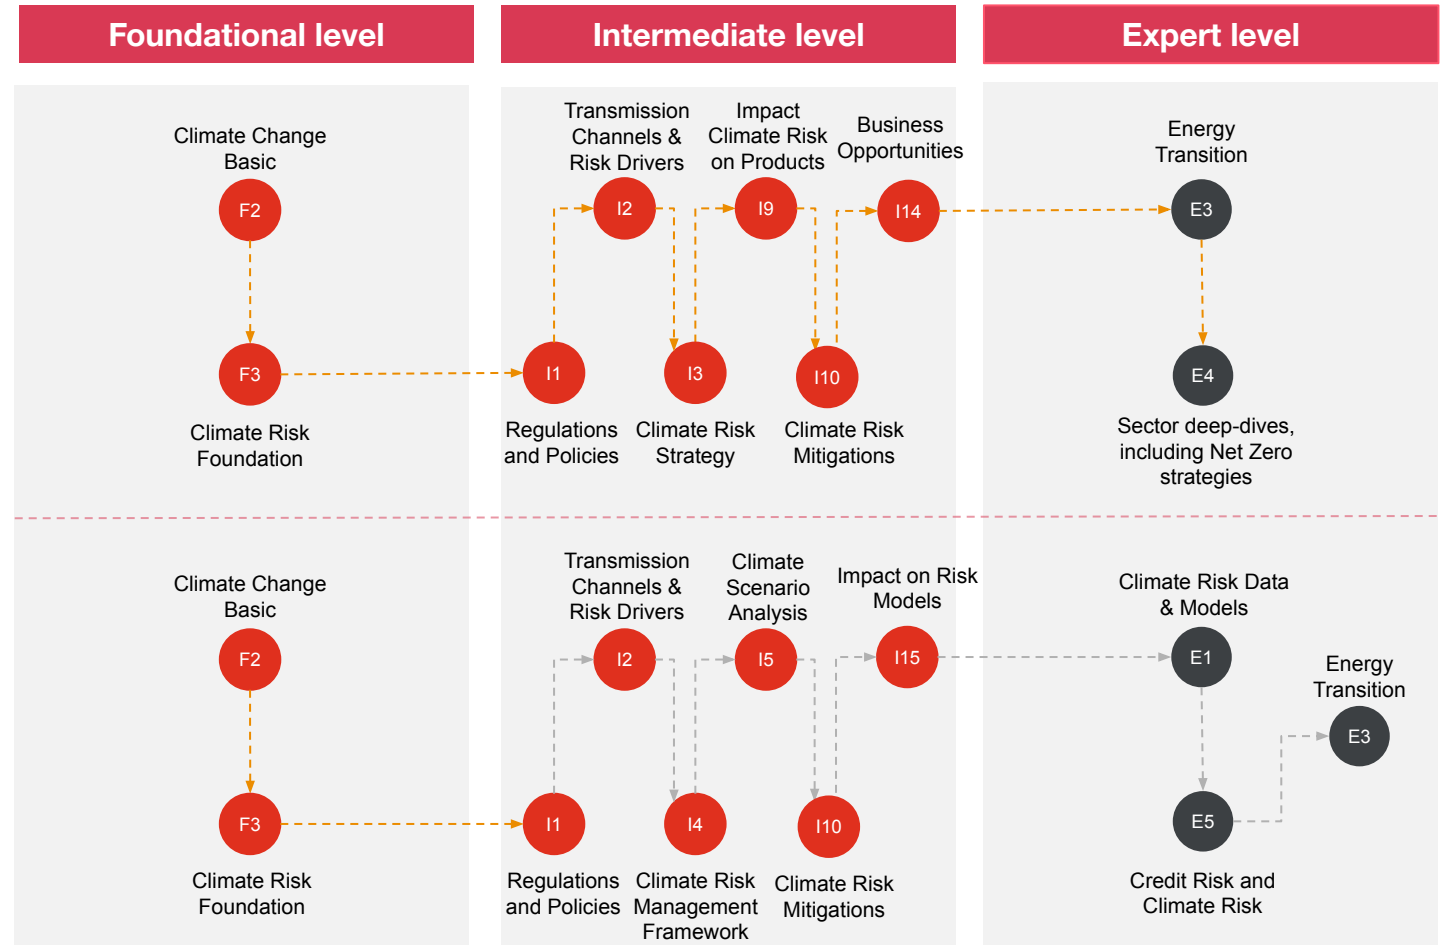 Foundational level
Intermediate level
Expert level
Climate Change
Basic
F2
F3
Climate Risk
Foundation
Transmission
Channels &
Risk Drivers
I2
Impact
Climate Risk
on Products
I9
Business
Opportunities
I14
I1
Regulations
and Policies
I3
Climate Risk
Strategy
I10
Climate Risk
Mitigations
Energy
Transition
E3
E4
Sector deep-dives,
including Net Zero
strategies
Climate Change
Basic
F2
F3
Climate Risk
Foundation
Transmission
Channels &
Risk Drivers
I2
Climate
Scenario
Analysis
I5
Impact on Risk
Models
I15
I1
Regulations
and Policies
I4
Climate Risk
Management
Framework
I10
Climate Risk
Mitigations
Climate Risk Data
& Models
E1
Energy
Transition
E3
E5
Credit Risk and
Climate Risk